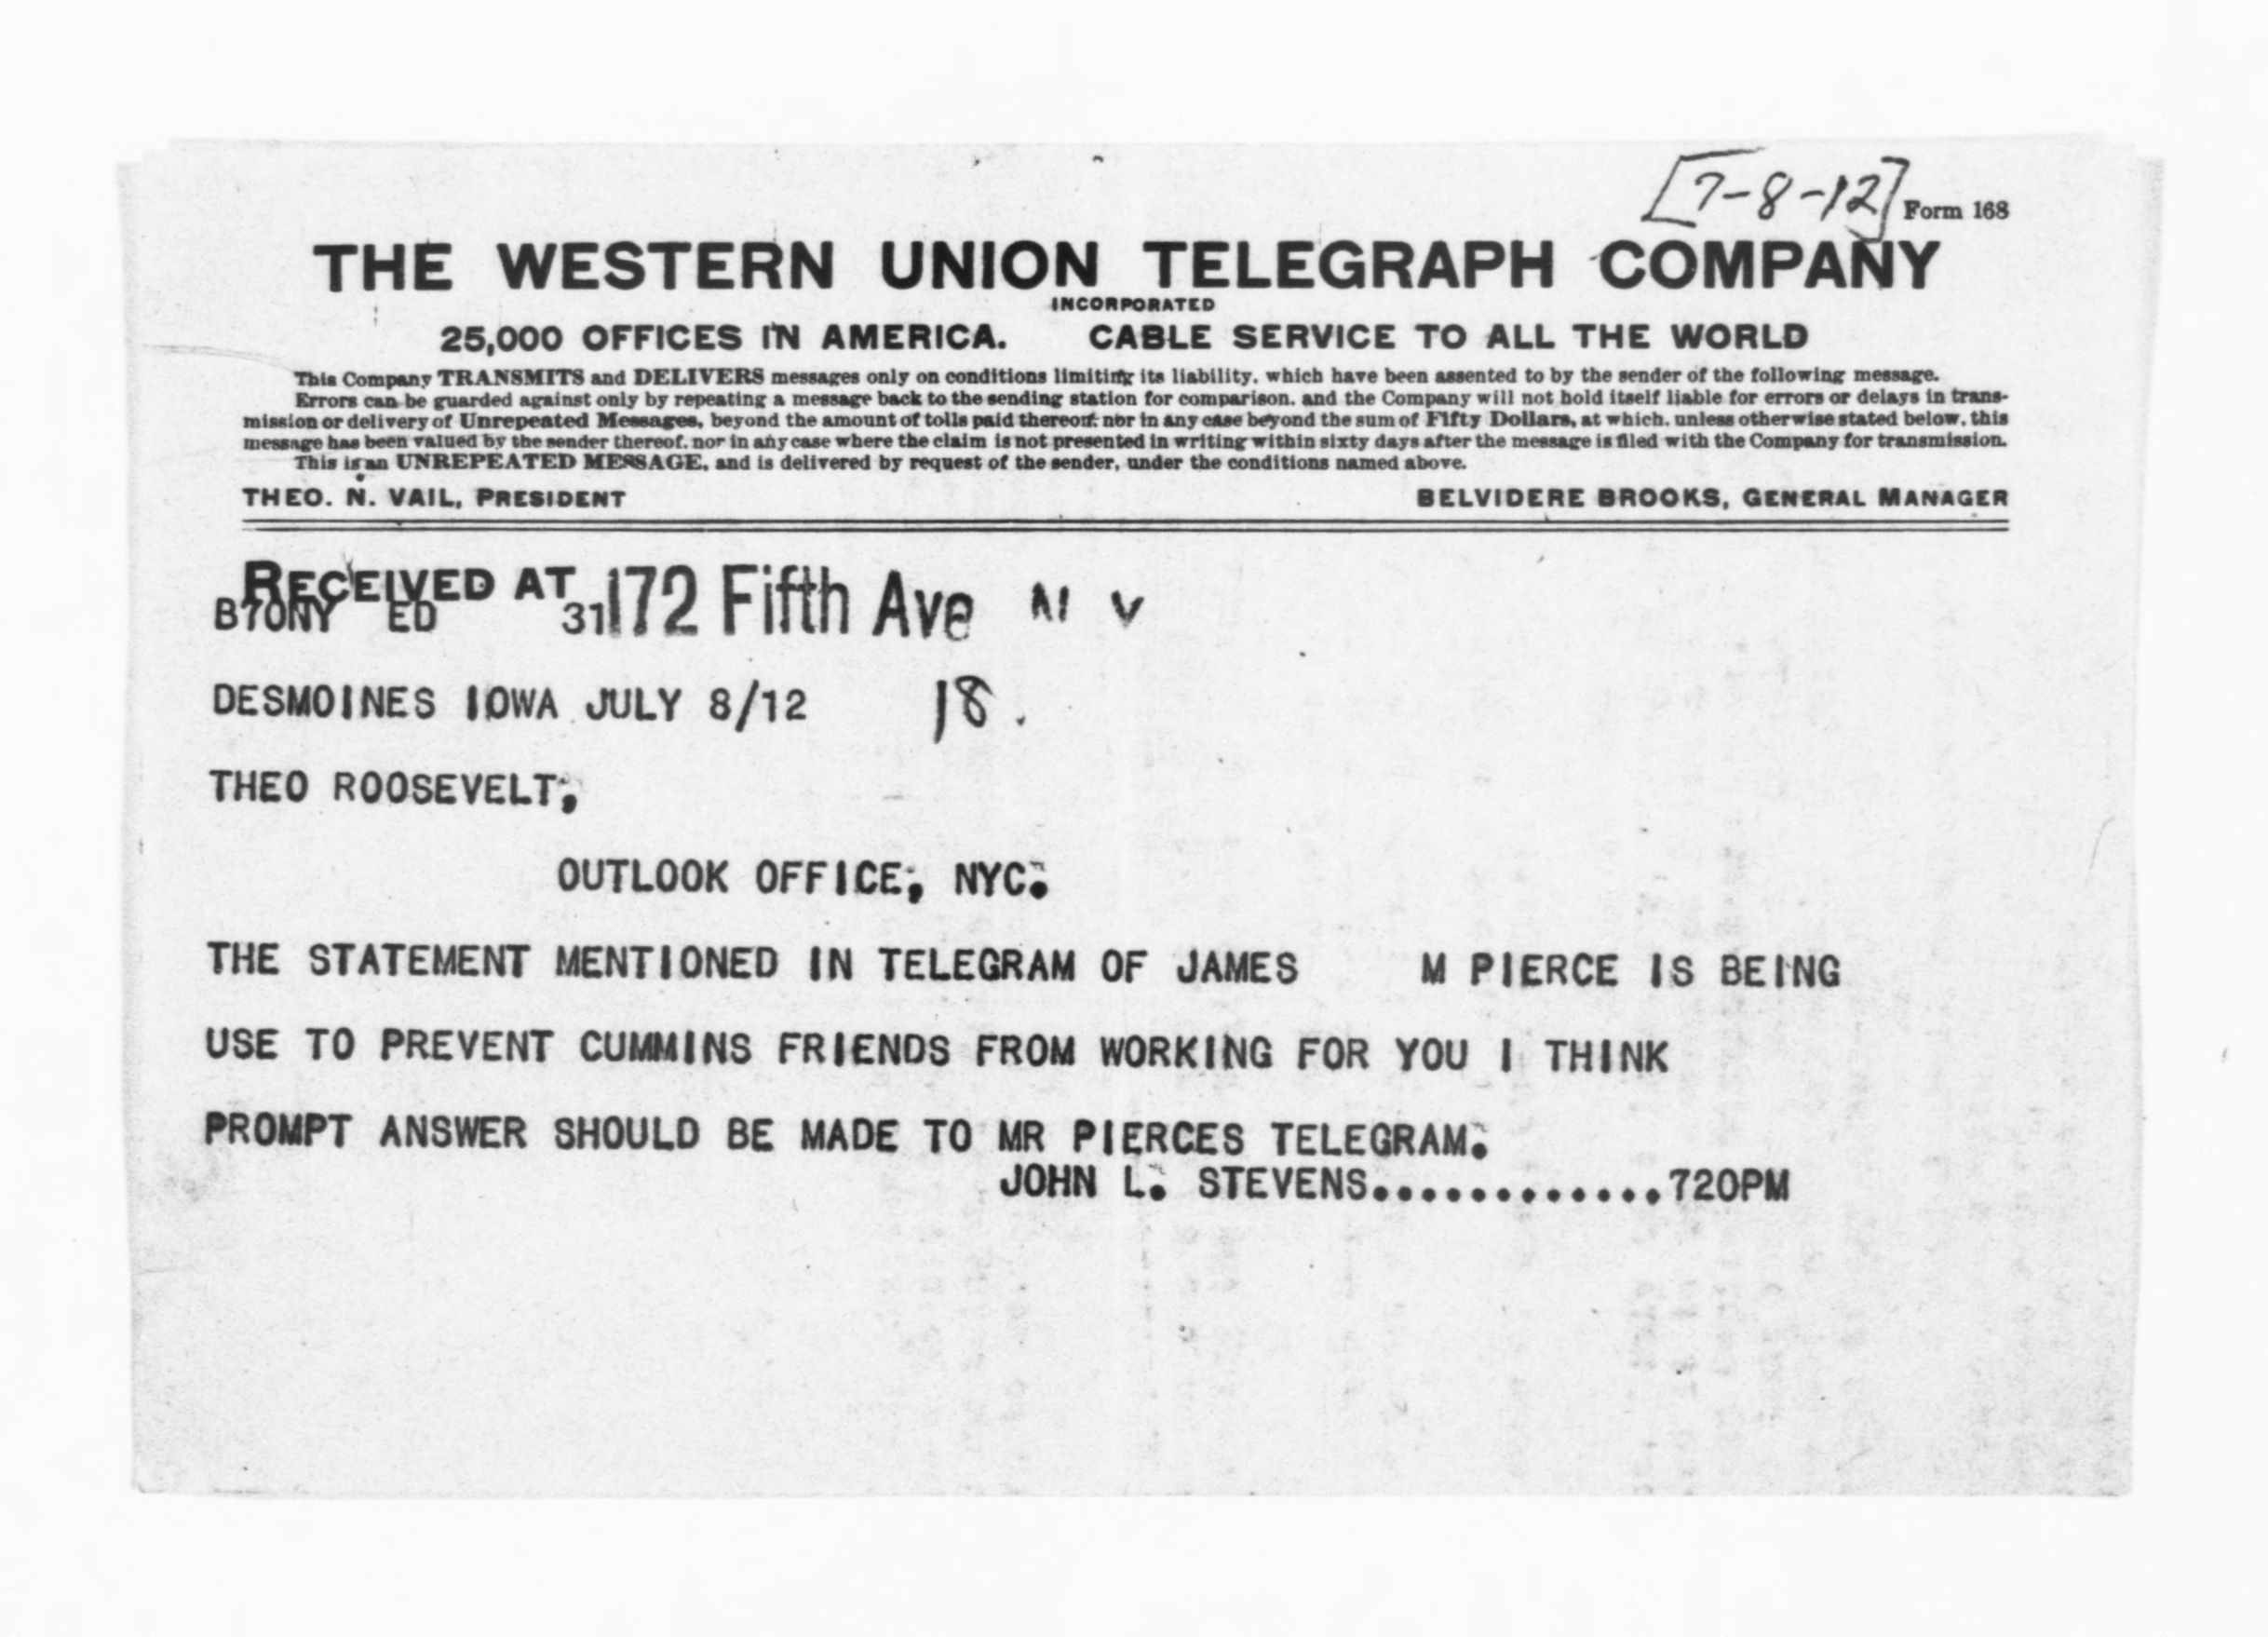 [7-8-12] Form 168
THE WESTERN UNION TELEGRAPH COMPANY
INCORPORATED
25,000 OFFICES IN AMERICA. CABLE SERVICE TO ALL THE WORLD
This Company TRANSMITS and DELIVERS messages only on conditions limiting its liability, which have been assented to by the sender of the following message.
Errors can be guarded against only by repeating a message back to the sending station for comparison, and the Company will not hold itself liable for errors or delays in trans-
mission or delivery of Unrepeated Messages, beyond the amount of tolls paid thereon, nor in any case beyond the sum of Fifty Dollars, at which, unless otherwise stated below, this
message has been valued by the sender thereof, nor in any case where the claim is not presented in writing within sixty days after the message is filed with the Company for transmission.
This is an UNREPEATED MESSAGE, and is delivered by request of the sender, under the conditions named above.
THEO. N. VAIL, PRESIDENT BELVIDERE BROOKS, GENERAL MANAGER
RECEIVED AT 172 Fifth Ave
B70NY ED 31
DESMOINES IOWA JULY 8/12 18.
THEO ROOSEVELT,
OUTLOOK OFFICE, NYC.
THE STATEMENT MENTIONED IN TELEGRAM OF JAMES M PIERCE IS BEING
USE TO PREVENT CUMMINS FRIENDS FROM WORKING FOR YOU I THINK
PROMPT ANSWER SHOULD BE MADE TO MR PIERCES TELEGRAM.
JOHN L. STEVENS............720PM